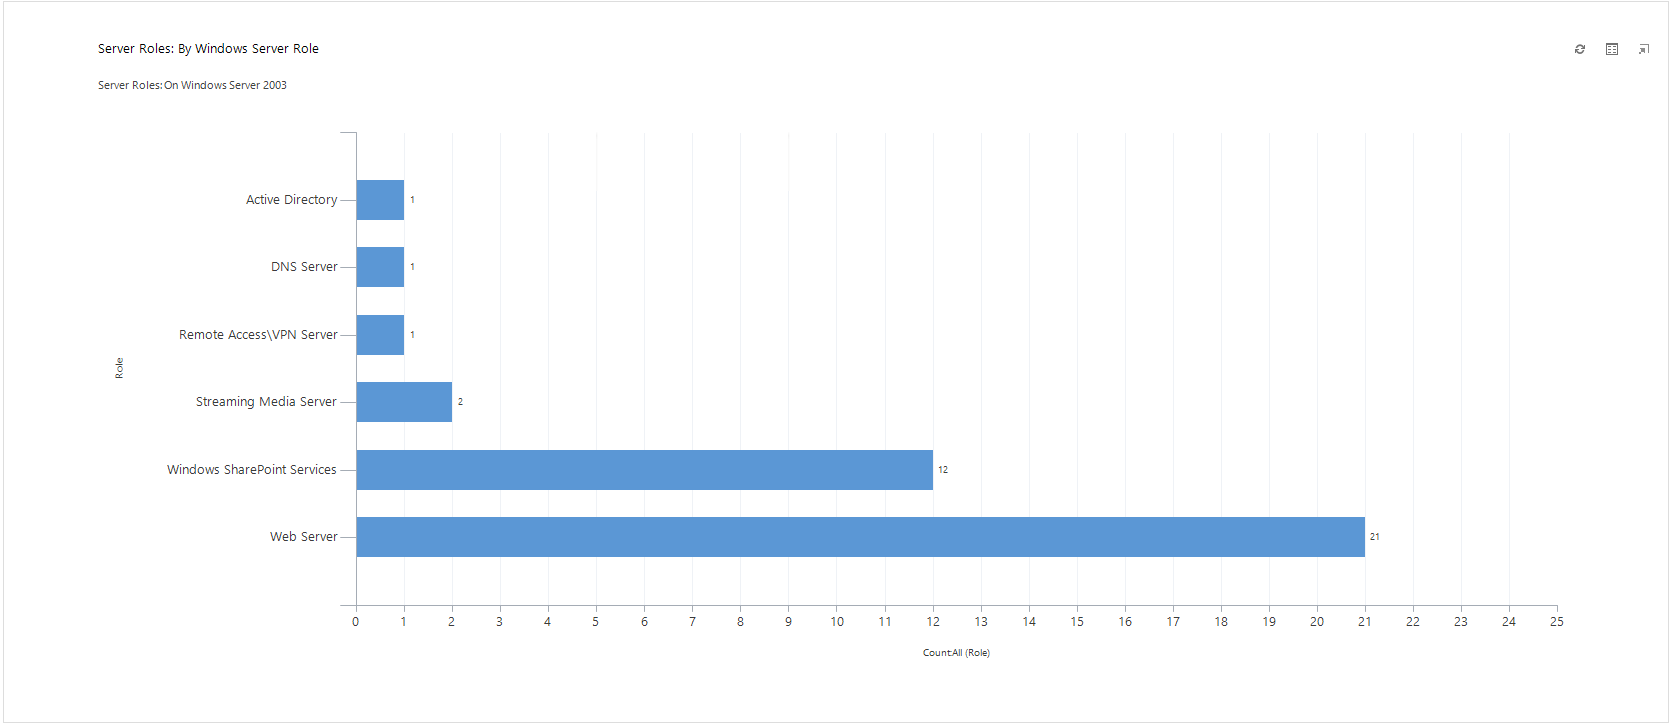 Server Roles: By Windows Server Role
Server Roles: On Windows Server 2003
Active Directory
1
DNS Server
1
Remote Access\VPN Server
1
Role
Streaming Media Server
2
Windows SharePoint Services
12
Web Server
21
0 1 2 3 4 5 6 7 8 9 10 11 12 13 14 15 16 17 18 19 20 21 22 23 24 25
Count:All (Role)